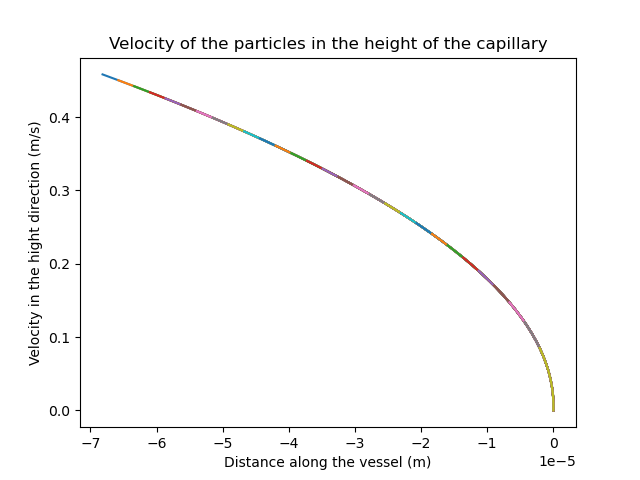 Velocity of the particles in the height of the capillary
Velocity in the hight direction (m/s)
0.4
0.3
0.2
0.1
0.0
−7 −6 −5 −4 −3 −2 −1 0
1e−5
Distance along the vessel (m)